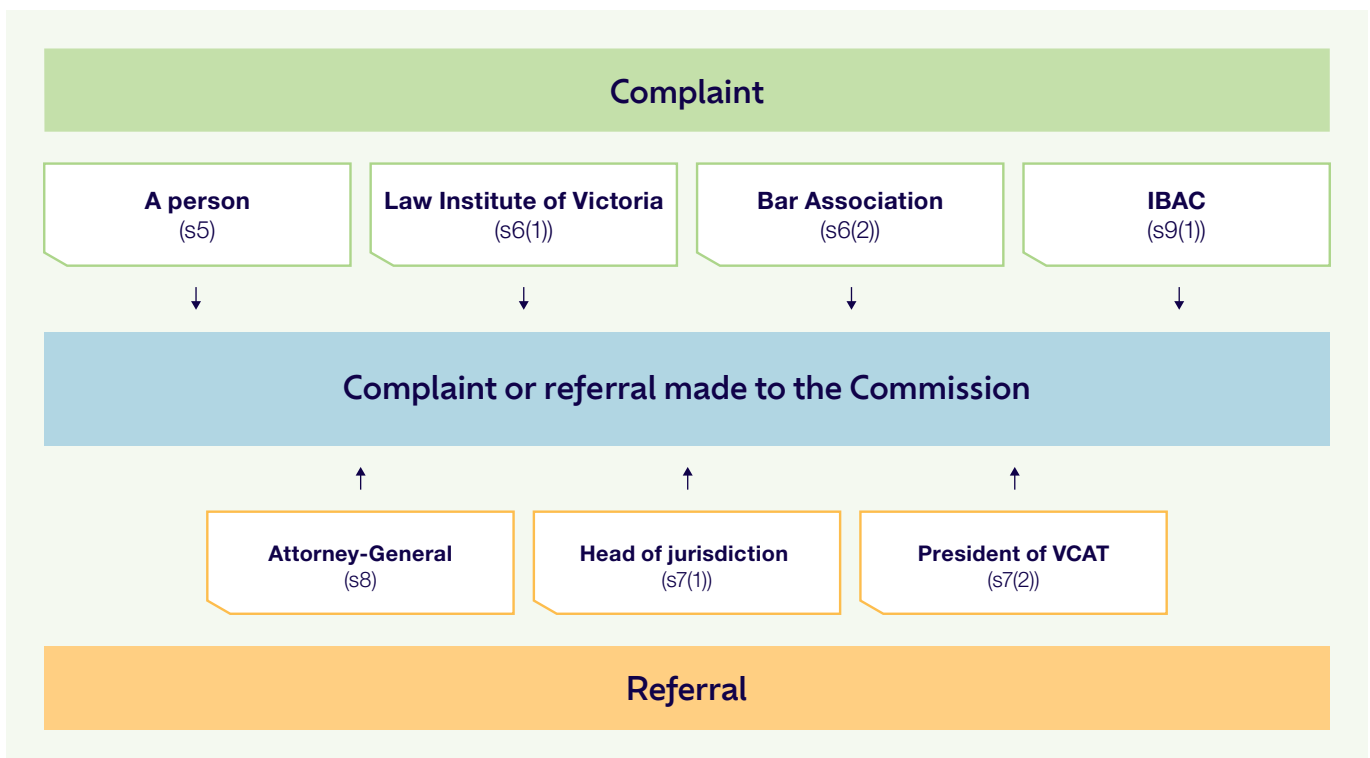 Complaint
A person
(s5)
Law Institute of Victoria
(s6(1))
Bar Association
(s6(2))
IBAC
(s9(1))
Complaint or referral made to the Commission
Attorney-General
(s8)
Head of jurisdiction
(s7(1))
President of VCAT
(s7(2))
Referral